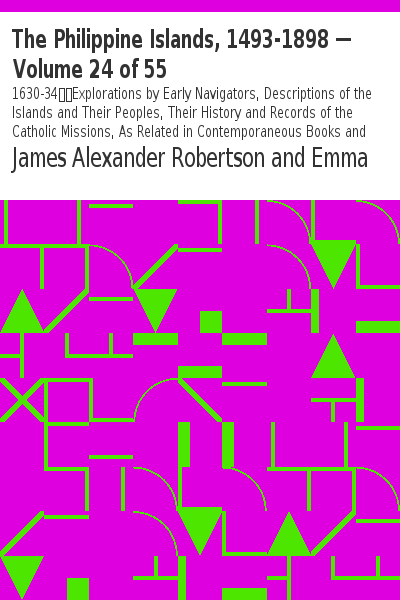 The Philippine Islands, 1493-1898 —
Volume 24 of 55
1630-34▯▯Explorations by Early Navigators, Descriptions of the
Islands and Their Peoples, Their History and Records of the
Catholic Missions, As Related in Contemporaneous Books and
James Alexander Robertson and Emma